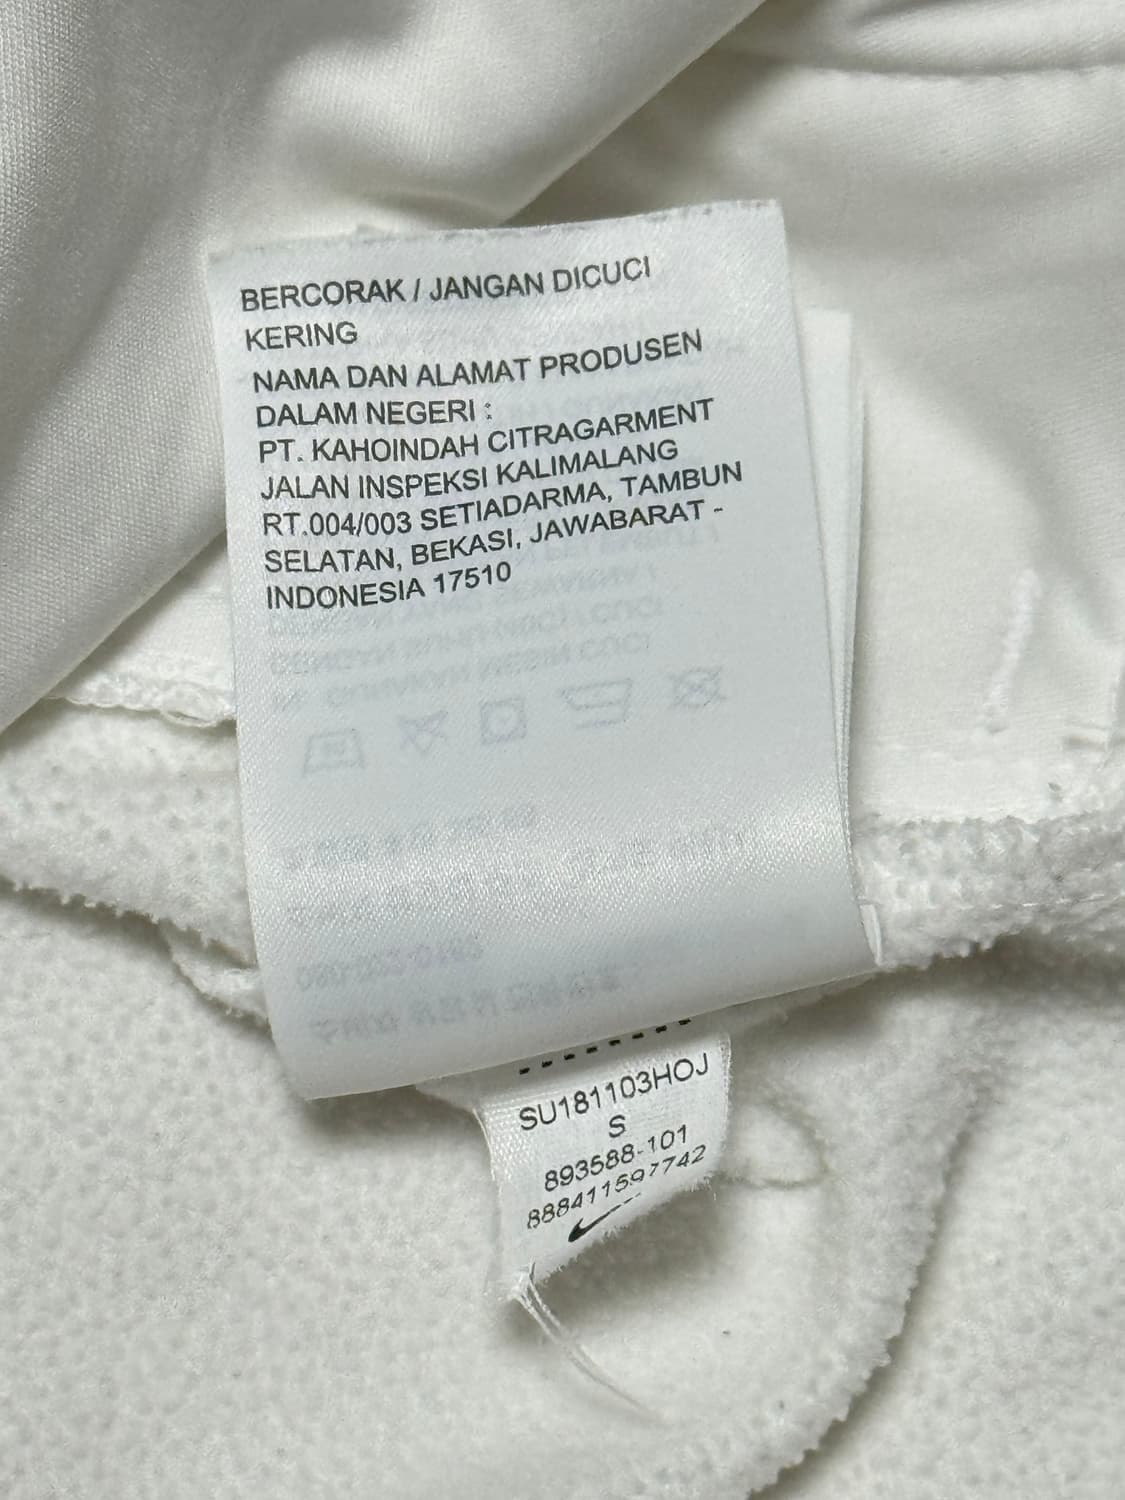 BERCORAK / JANGAN DICUCI
KERING
NAMA DAN ALAMAT PRODUSEN
DALAM NEGERI :
PT. KAHOINDAH CITRAGARMENT
JALAN INSPEKSI KALIMALANG
RT.004/003 SETIADARMA, TAMBUN
SELATAN, BEKASI, JAWABARAT -
INDONESIA 17510
SU181103HOJ
S
893588-101
888411597742